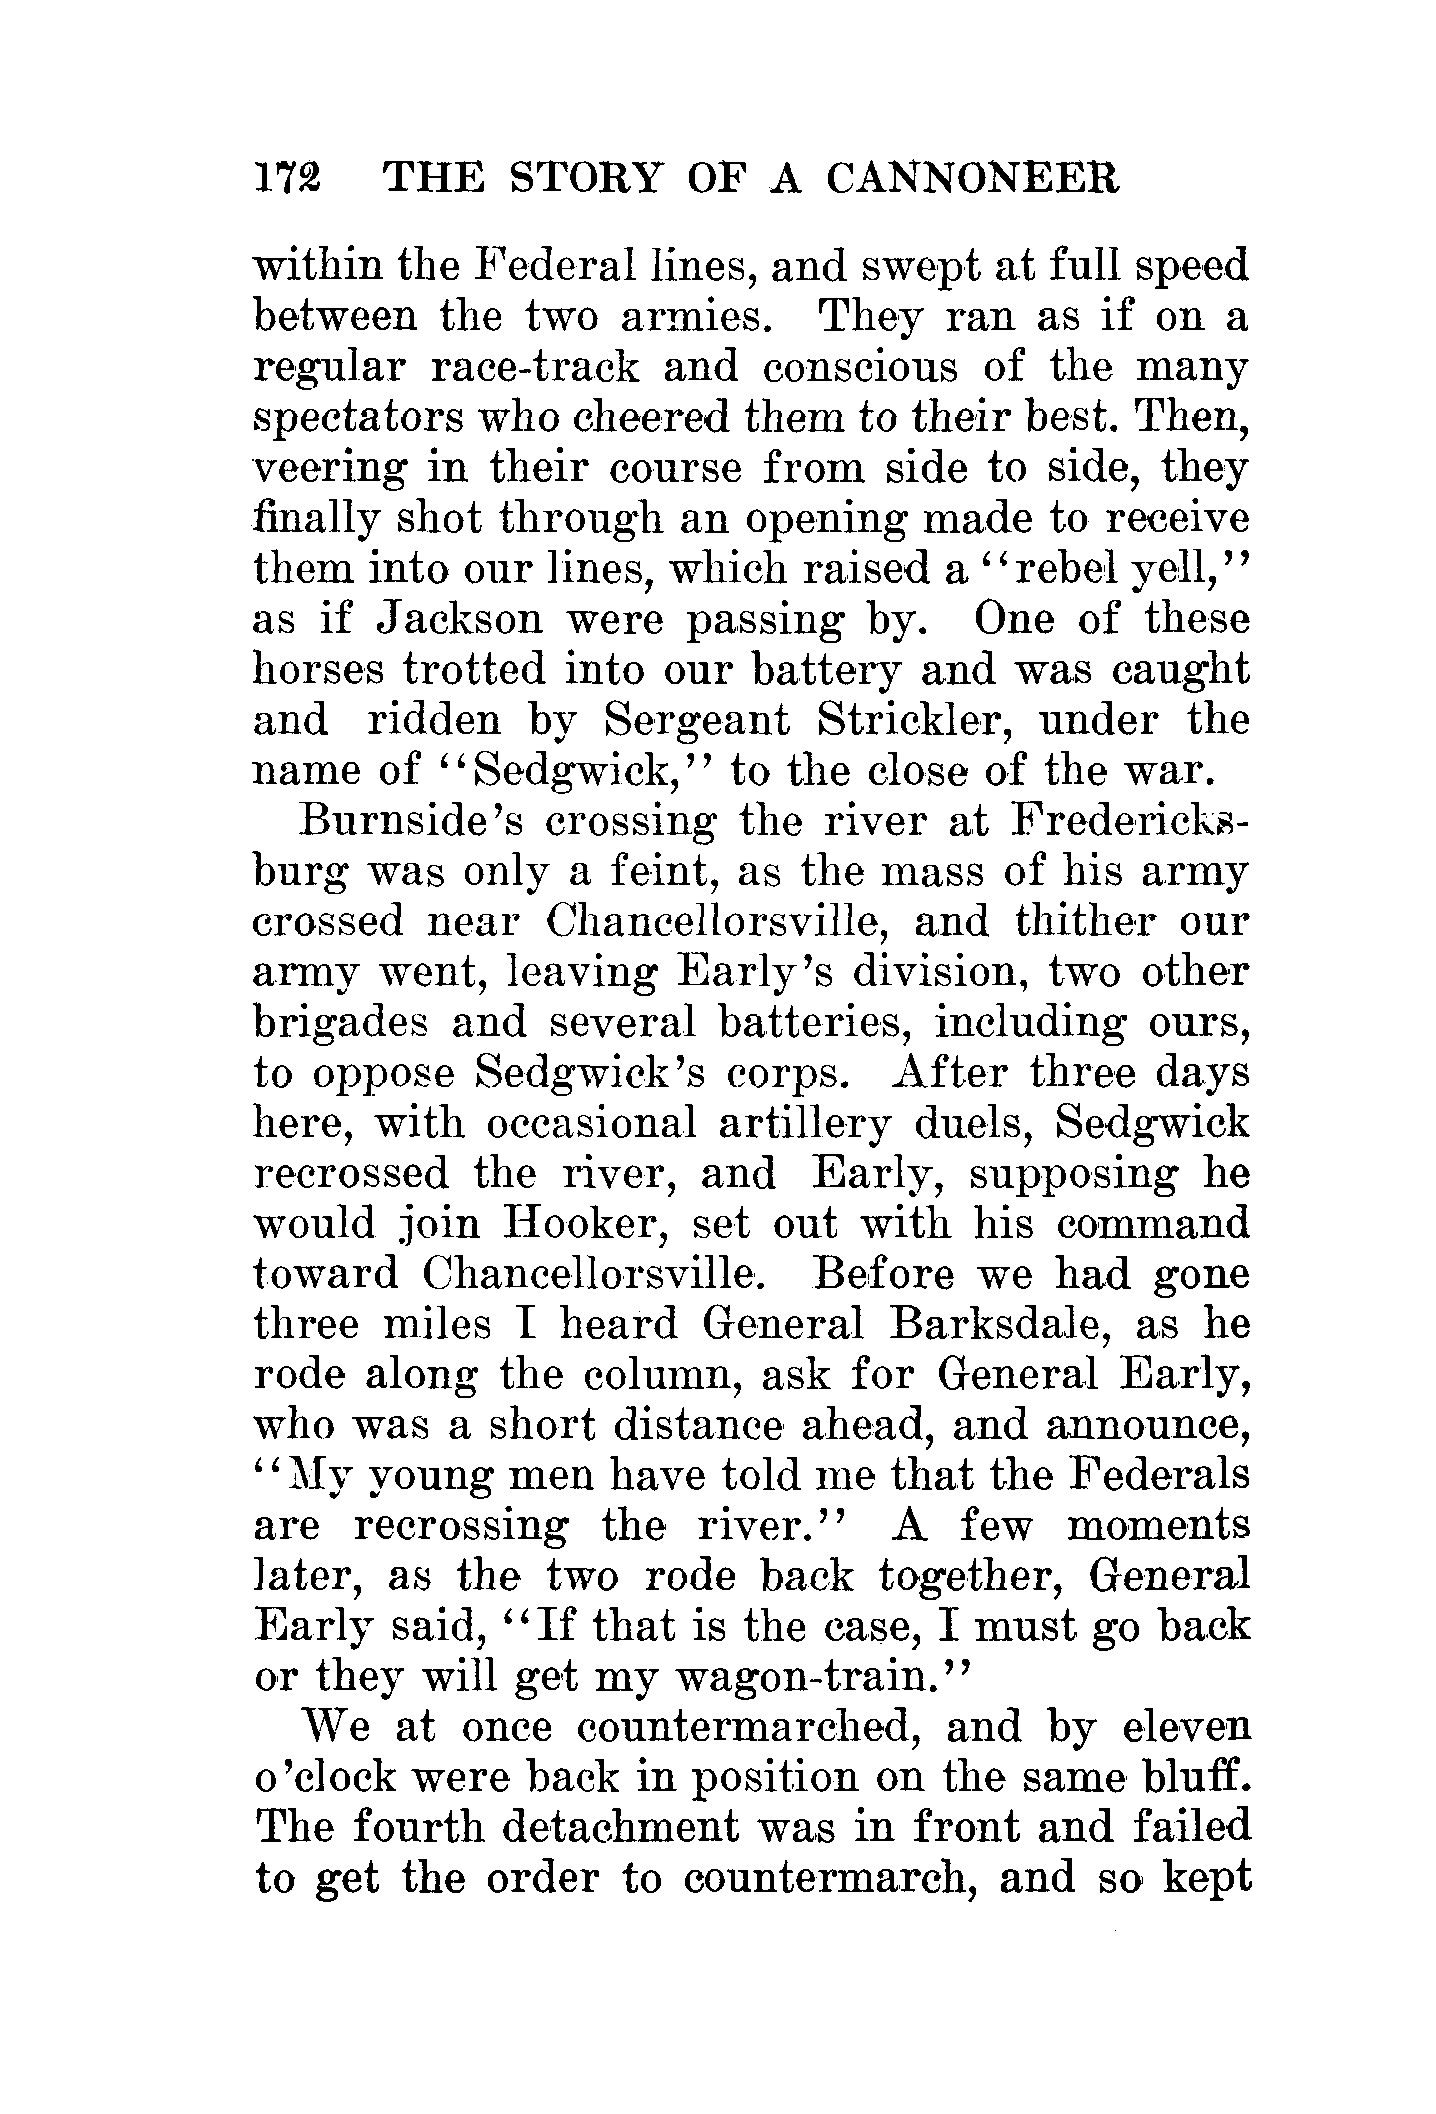 172 THE STORY OF A CANNONEER
within the Federal lines, and swept at full speed
between the two armies. They ran as if on a
regular race-track and conscious of the many
spectators who cheered them to their best. Then,
veering in their course from side to side, they
finally shot through an opening made to receive
them into our lines, which raised a "rebel yell,"
as if Jackson were passing by. One of these
horses trotted into our battery and was caught
and ridden by Sergeant Strickler, under the
name of "Sedgwick," to the close of the war.
Burnside's crossing the river at Fredericks-
burg was only a feint, as the mass of his army
crossed near Chancellorsville, and thither our
army went, leaving Early's division, two other
brigades and several batteries, including ours,
to oppose Sedgwick's corps. After three days
here, with occasional artillery duels, Sedgwick
recrossed the river, and Early, supposing he
would join Hooker, set out with his command
toward Chancellorsville. Before we had gone
three miles I heard General Barksdale, as he
rode along the column, ask for General Early,
who was a short distance ahead, and announce,
"My young men have told me that the Federals
are recrossing the river." A few moments
later, as the two rode back together, General
Early said, "If that is the case, I must go back
or they will get my wagon-train."
We at once countermarched, and by eleven
o'clock were back in position on the same bluff.
The fourth detachment was in front and failed
to get the order to countermarch, and so kept